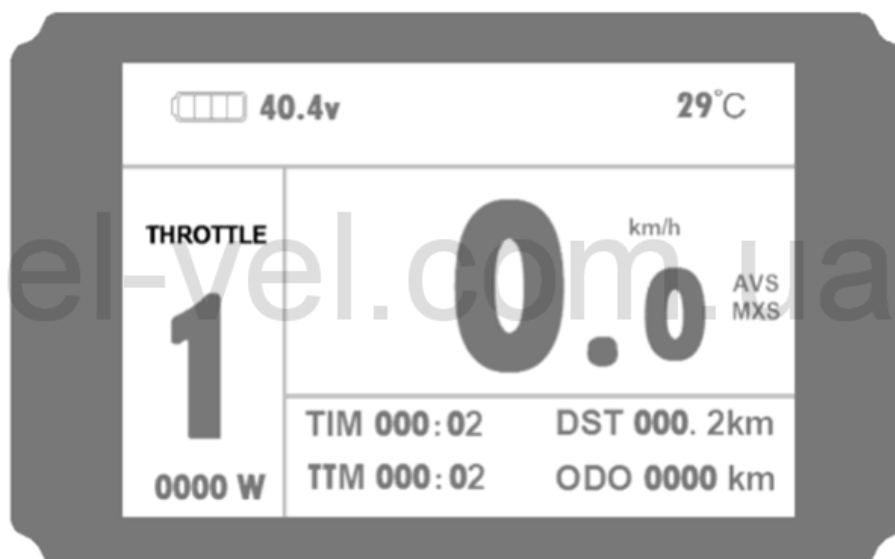 40.4v
29°C
THROTTLE
1
0000 W
0.0
km/h
AVS
MXS
TIM 000:02
DST 000. 2km
TTM 000:02
ODO 0000 km
el-vel.com.ua